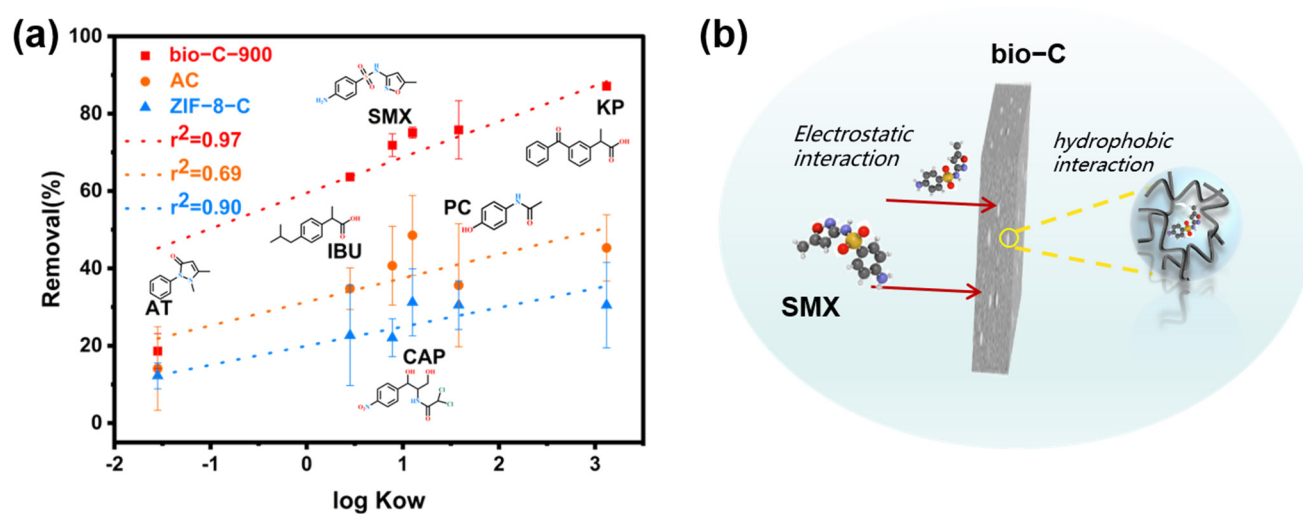 (a)
100
80
60
40
20
0
Removal(%)
-2
-1
0
1
2
3
log Kow
bio−C−900
AC
ZIF−8−C
r2=0.97
r2=0.69
r2=0.90
SMX
KP
PC
IBU
AT
CAP
(b)
bio−C
Electrostatic
interaction
hydrophobic
interaction
SMX